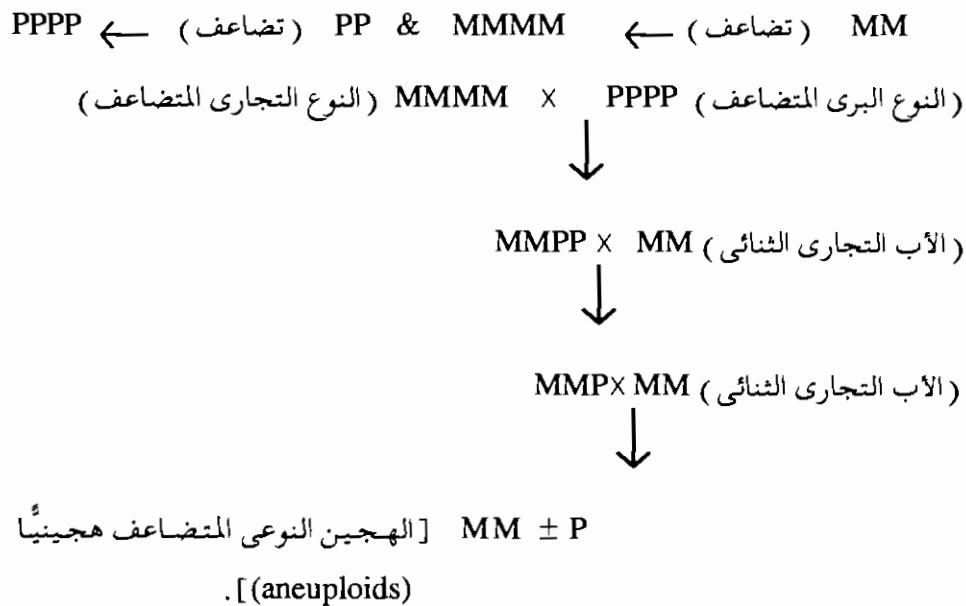 MM (تضاعف) ← MMMM & PP (تضاعف) ← PPPP
(النوع البرى المتضاعف) PPPP × MMMM (النوع التجارى المتضاعف)
(الأب التجارى الثنائى) MM × MMPP
(الأب التجارى الثنائى) MM ×MMP
MM ± P [الهجين النوعى المتضاعف هجينيًّا
(aneuploids)].